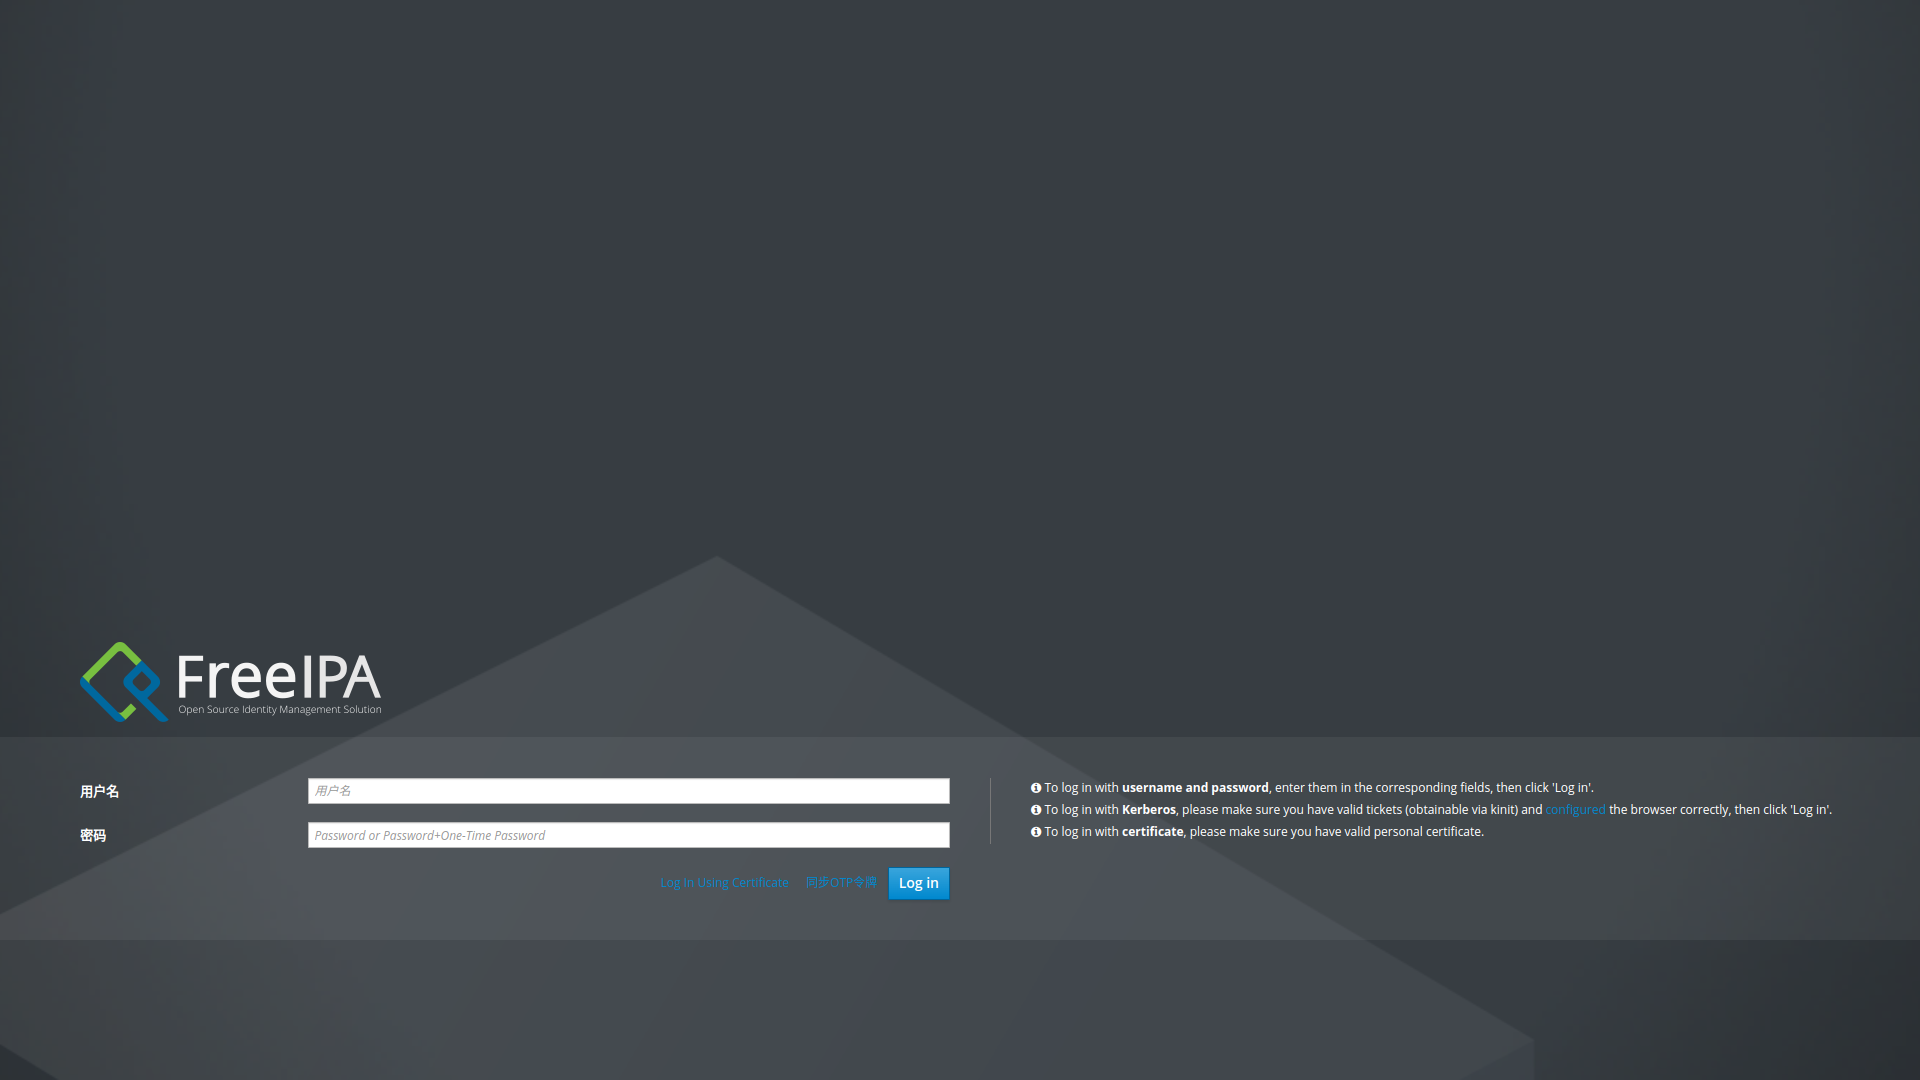 FreeIPA
Open Source Identity Management Solution
用户名
用户名
密码
Password or Password+One-Time Password
Log In Using Certificate 同步OTP令牌 Log in
To log in with username and password, enter them in the corresponding fields, then click 'Log in'.
To log in with Kerberos, please make sure you have valid tickets (obtainable via kinit) and configured the browser correctly, then click 'Log in'.
To log in with certificate, please make sure you have valid personal certificate.